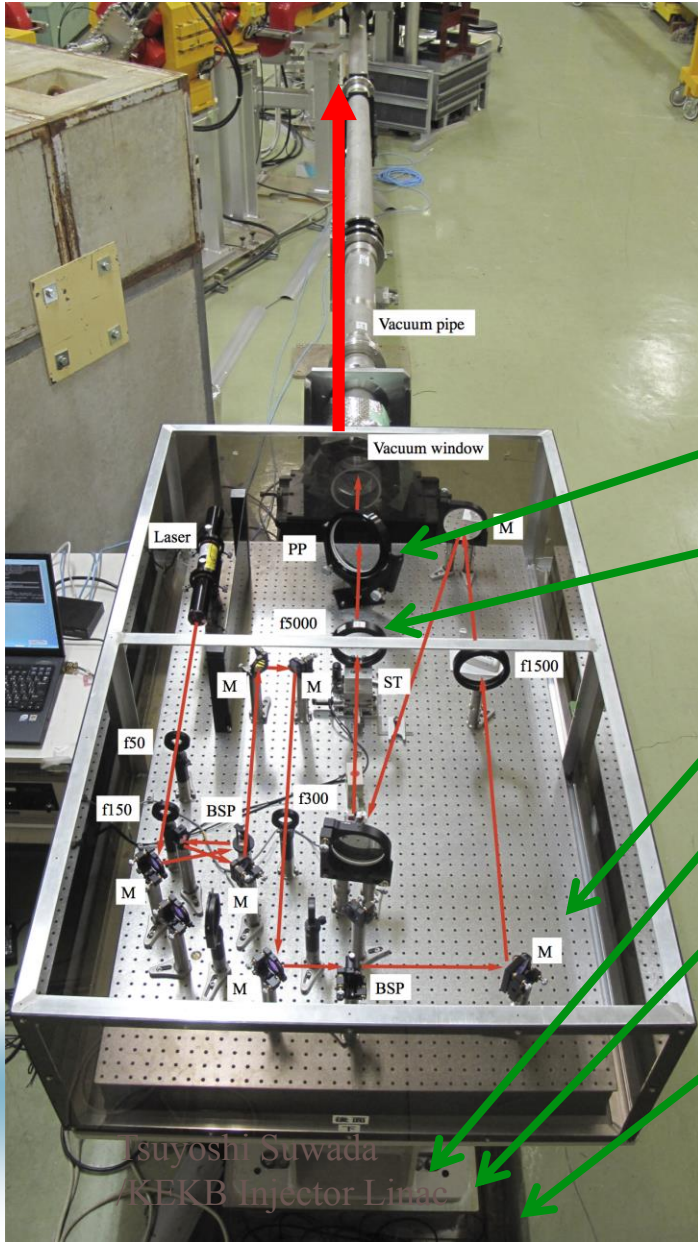 Vacuum pipe
Vacuum window
Laser
PP
M
f5000
M
M
ST
f1500
f50
f150
BSP
f300
M
M
M
BSP
M
Tsuyoshi Suwada
KEKB Injector Linac